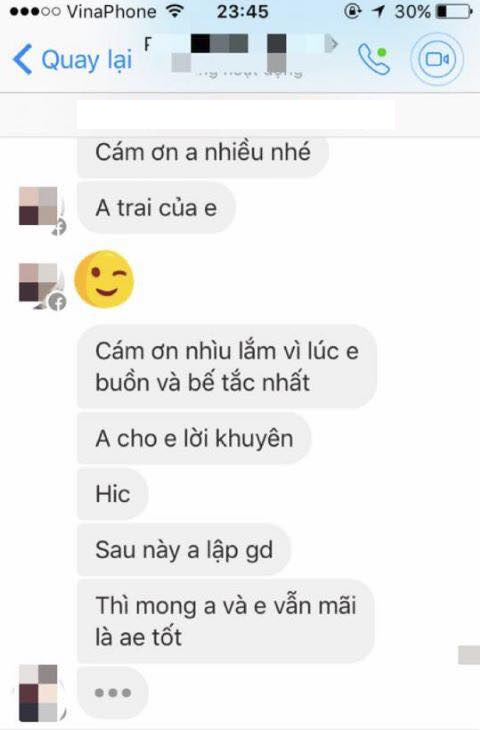 VinaPhone 23:45 30%
Quay lại
Cám ơn a nhiều nhé
A trai của e
Cám ơn nhìu lắm vì lúc e
buồn và bế tắc nhất
A cho e lời khuyên
Hic
Sau này a lập gd
Thì mong a và e vẫn mãi
là ae tốt